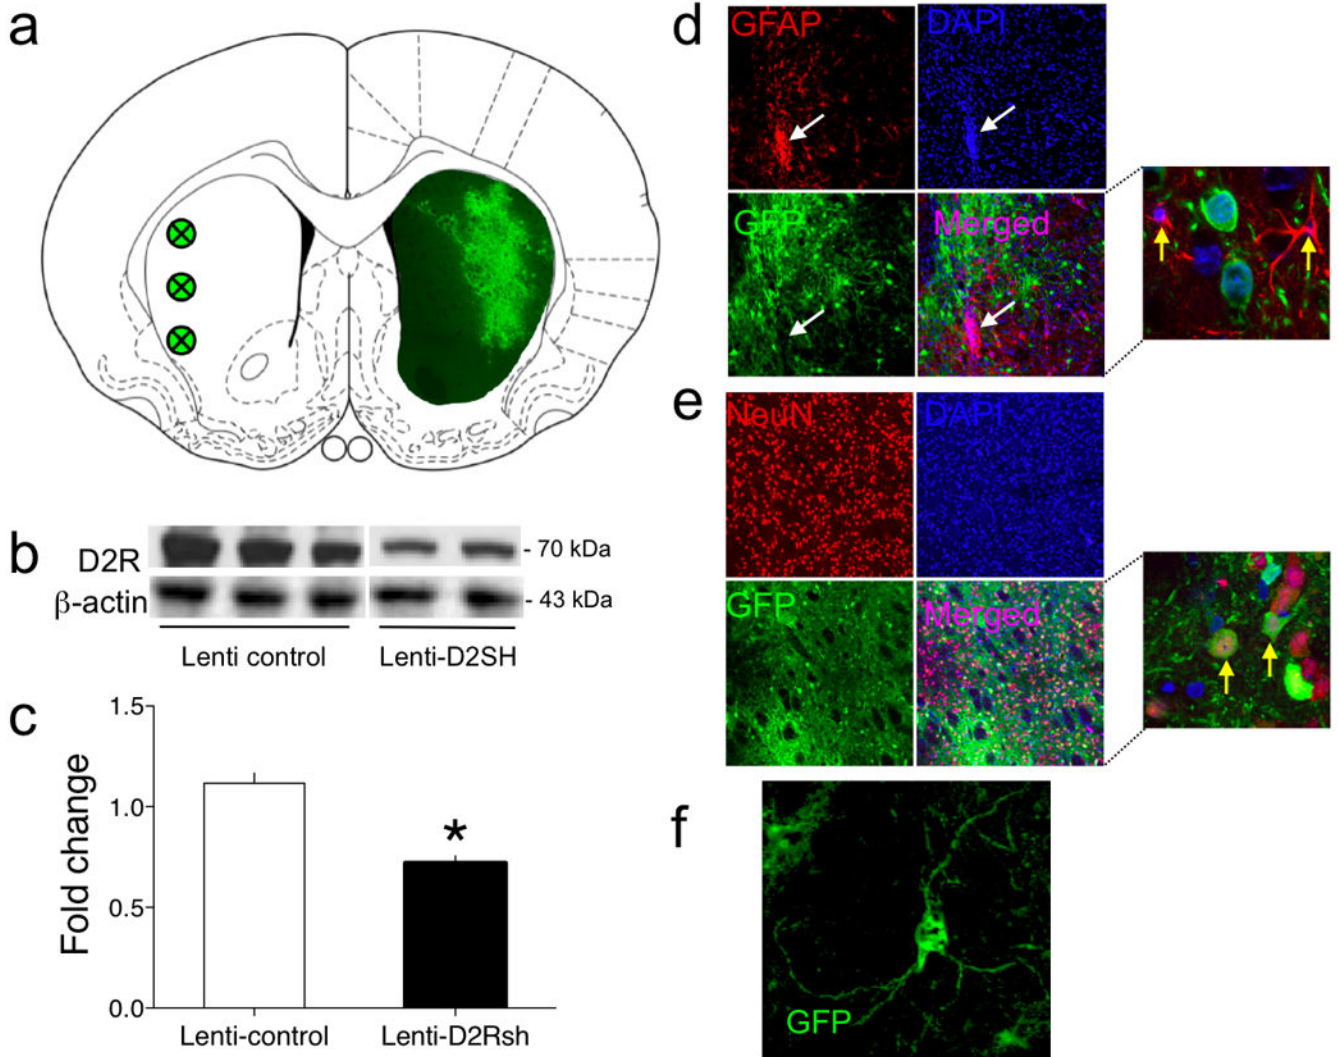 a
b
D2R
- 70 kDa
β-actin
- 43 kDa
Lenti control
Lenti-D2SH
c
Fold change
1.5
1.0
0.5
0.0
*
Lenti-control
Lenti-D2Rsh
d
GFAP
DAPI
GFP
Merged
e
NeuN
DAPI
GFP
Merged
f
GFP